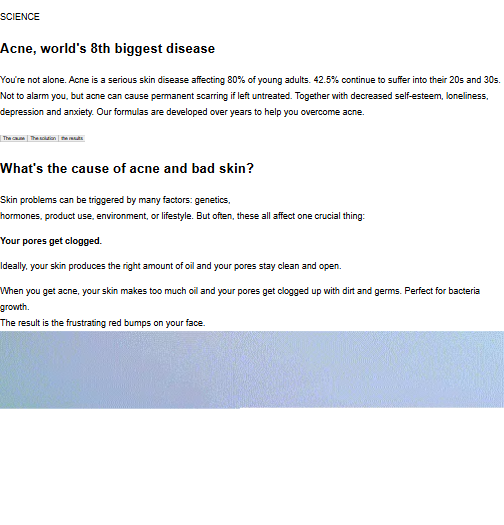 SCIENCE
Acne, world's 8th biggest disease
You're not alone. Acne is a serious skin disease affecting 80% of young adults. 42.5% continue to suffer into their 20s and 30s.
Not to alarm you, but acne can cause permanent scarring if left untreated. Together with decreased self-esteem, loneliness,
depression and anxiety. Our formulas are developed over years to help you overcome acne.
The cause The solution the results
What's the cause of acne and bad skin?
Skin problems can be triggered by many factors: genetics,
hormones, product use, environment, or lifestyle. But often, these all affect one crucial thing:
Your pores get clogged.
Ideally, your skin produces the right amount of oil and your pores stay clean and open.
When you get acne, your skin makes too much oil and your pores get clogged up with dirt and germs. Perfect for bacteria
growth.
The result is the frustrating red bumps on your face.